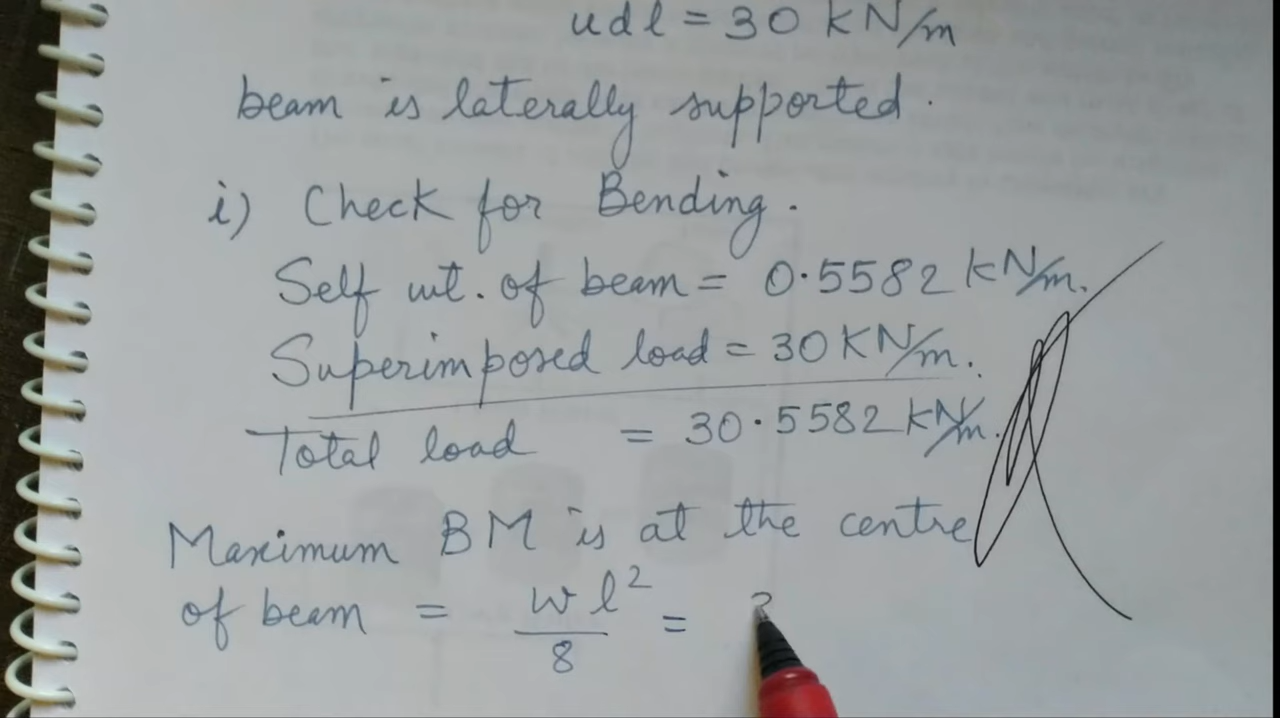 udl = 30 kN/m
beam is laterally supported.
i) Check for Bending.
Self wt. of beam = 0.5582 kN/m.
Superimposed load = 30 KN/m.
Total load = 30.5582 kN/m.
Maximum BM is at the centre
of beam = wl²/8 =